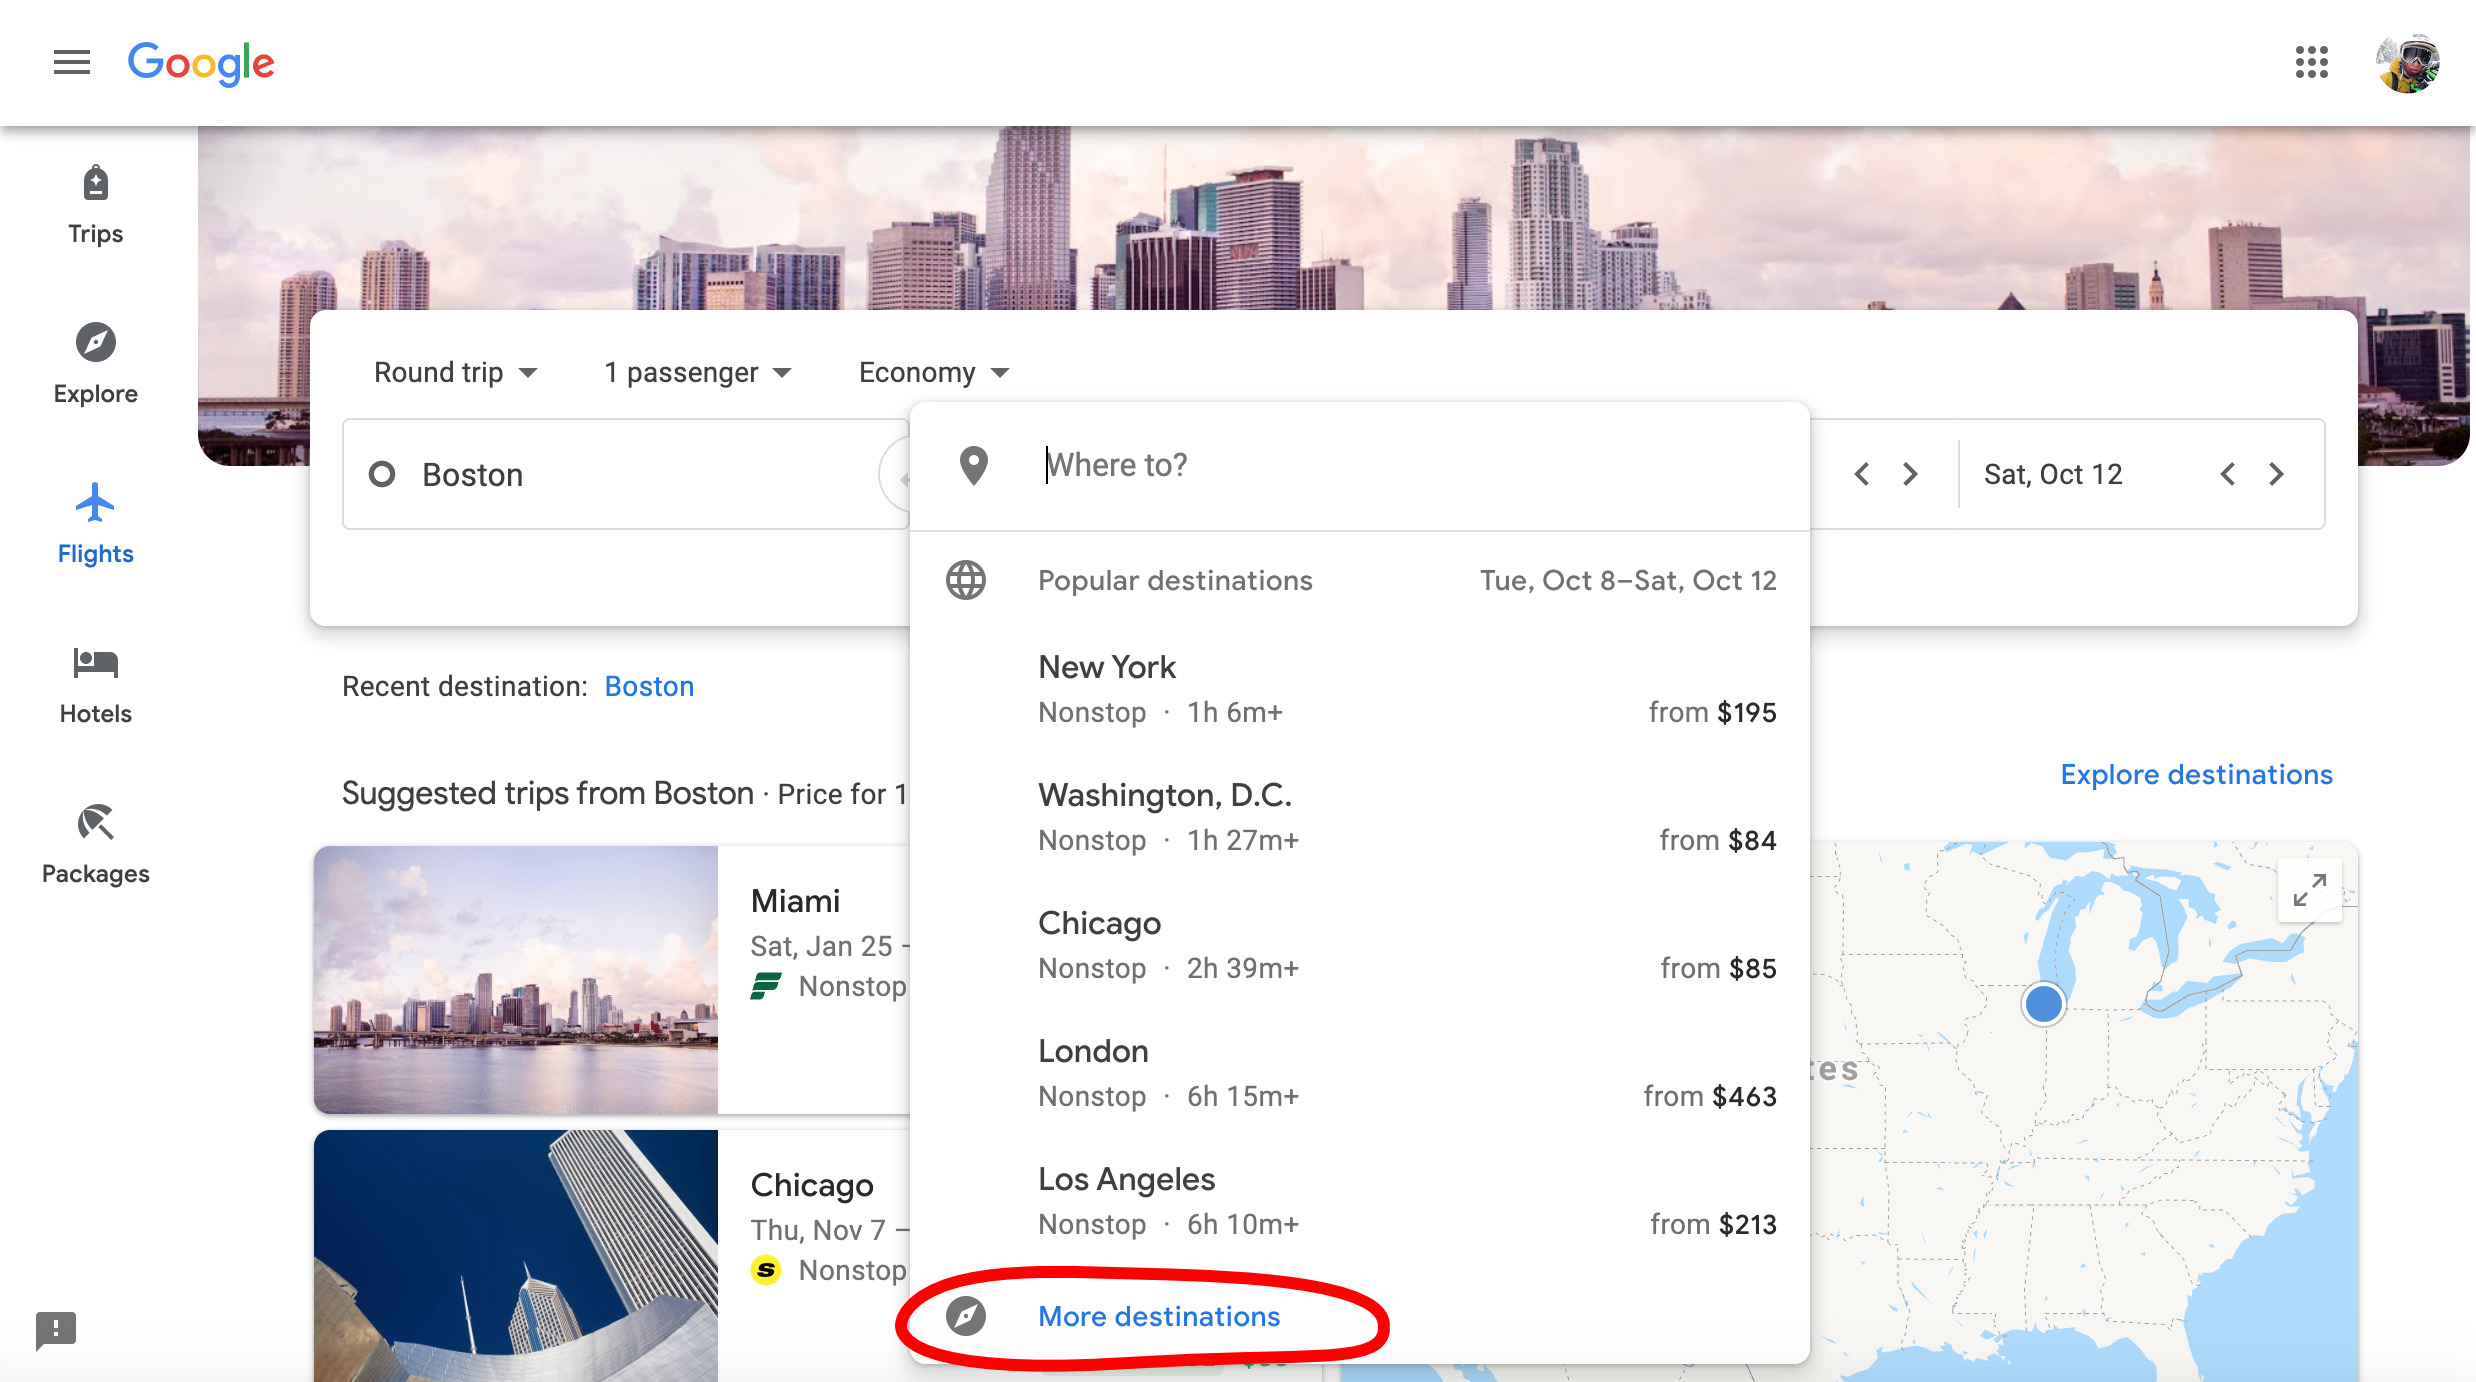 Google
Trips
Explore
Flights
Hotels
Packages
Round trip
1 passenger
Economy
Boston
Where to?
Sat, Oct 12
Popular destinations
Tue, Oct 8–Sat, Oct 12
New York
Nonstop · 1h 6m+
from $195
Washington, D.C.
Nonstop · 1h 27m+
from $84
Chicago
Nonstop · 2h 39m+
from $85
London
Nonstop · 6h 15m+
from $463
Los Angeles
Nonstop · 6h 10m+
from $213
More destinations
Recent destination: Boston
Explore destinations
Suggested trips from Boston · Price for 1
Miami
Sat, Jan 25 –
Nonstop
Chicago
Thu, Nov 7 –
Nonstop
tes